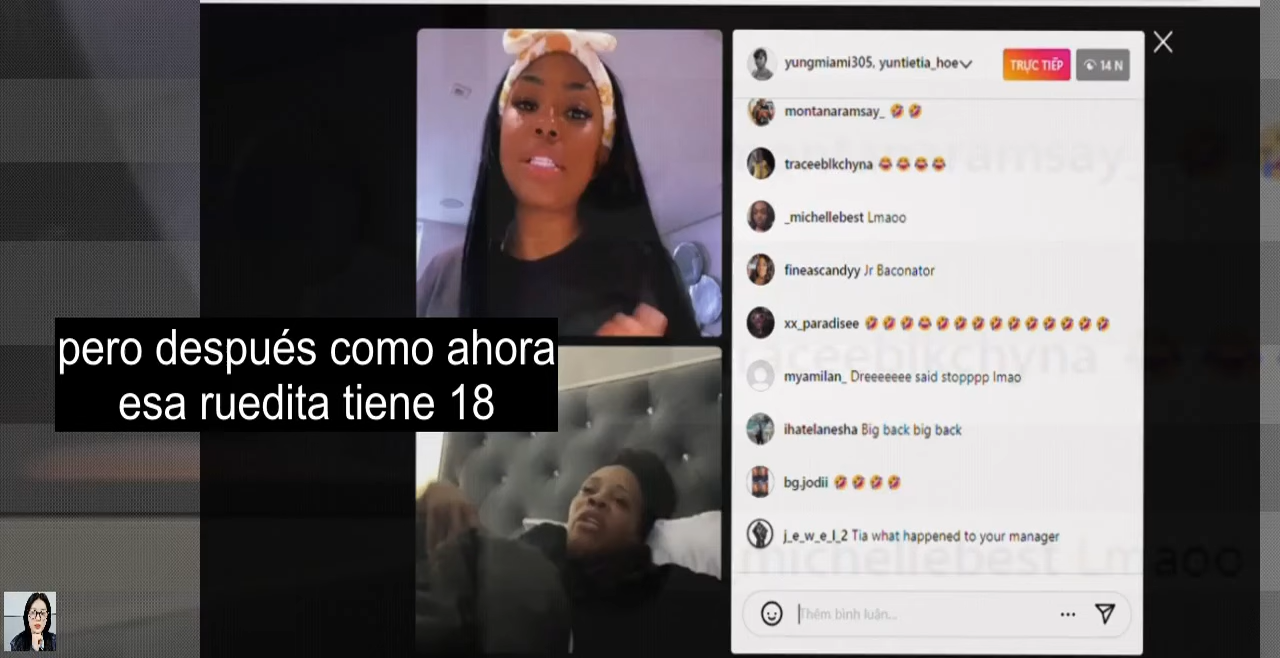 yungmiami305, yuntietia_hoe
TRỰC TIẾP
14 N
montanaramsay_ 🤣 🤣
traceeblkchyna 😂 😂 😂 😂
_michellebest Lmaoo
fineascandyy Jr Baconator
xx_paradisee 🤣 🤣 🤣 😂 🤣 🤣 🤣 🤣 🤣 🤣 🤣 🤣 🤣 🤣
myamilan_ Dreeeeeee said stopppp lmao
ihatelanesha Big back big back
bg.jodii 🤣 🤣 🤣 🤣
j_e_w_e_l_2 Tia what happened to your manager
Thêm bình luận...
pero después como ahora
esa ruedita tiene 18